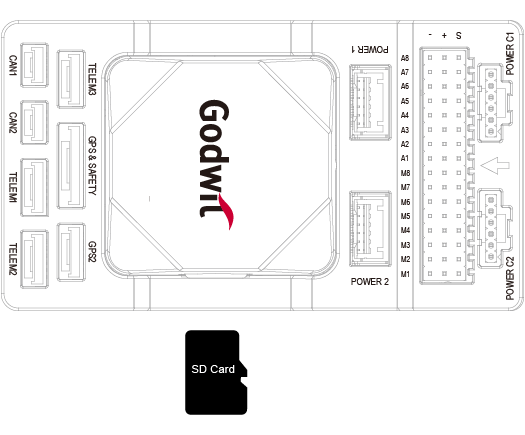 CAN1
CAN2
TELEM1
TELEM2
TELEM3
GPS & SAFETY
GPS2
Godwit
POWER 1
POWER 2
- + S
A8
A7
A6
A5
A4
A3
A2
A1
M8
M7
M6
M5
M4
M3
M2
M1
POWER C1
POWER C2
SD Card